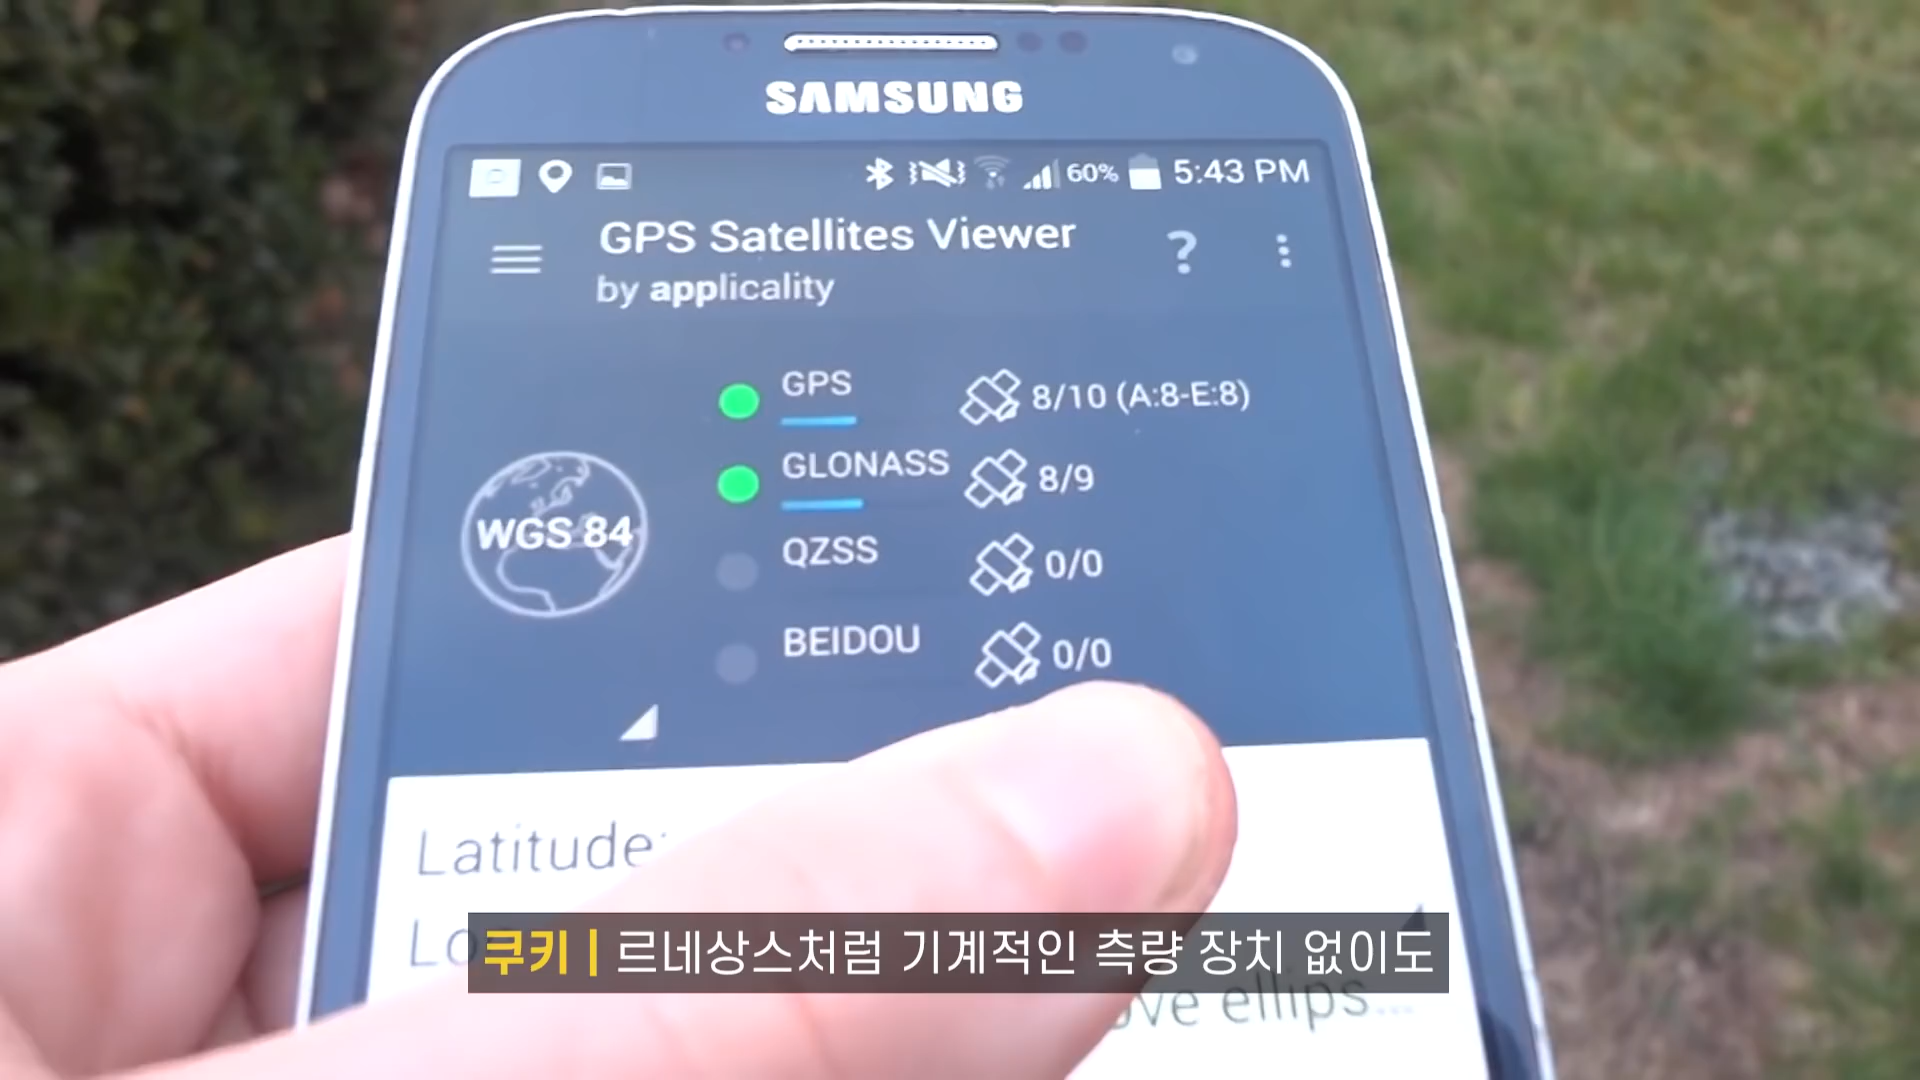 SAMSUNG
60% 5:43 PM
GPS Satellites Viewer
by applicality
GPS 8/10 (A:8-E:8)
GLONASS 8/9
WGS 84
QZSS 0/0
BEIDOU 0/0
Latitude:
쿠키 | 르네상스처럼 기계적인 측량 장치 없이도
ellips...